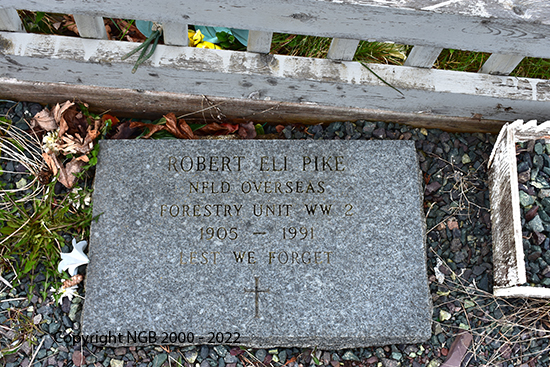 ROBERT ELI PIKE
NFLD OVERSEAS
FORESTRY UNIT WW 2
1905 - 1991
LEST WE FORGET
Copyright NGB 2000 - 2022